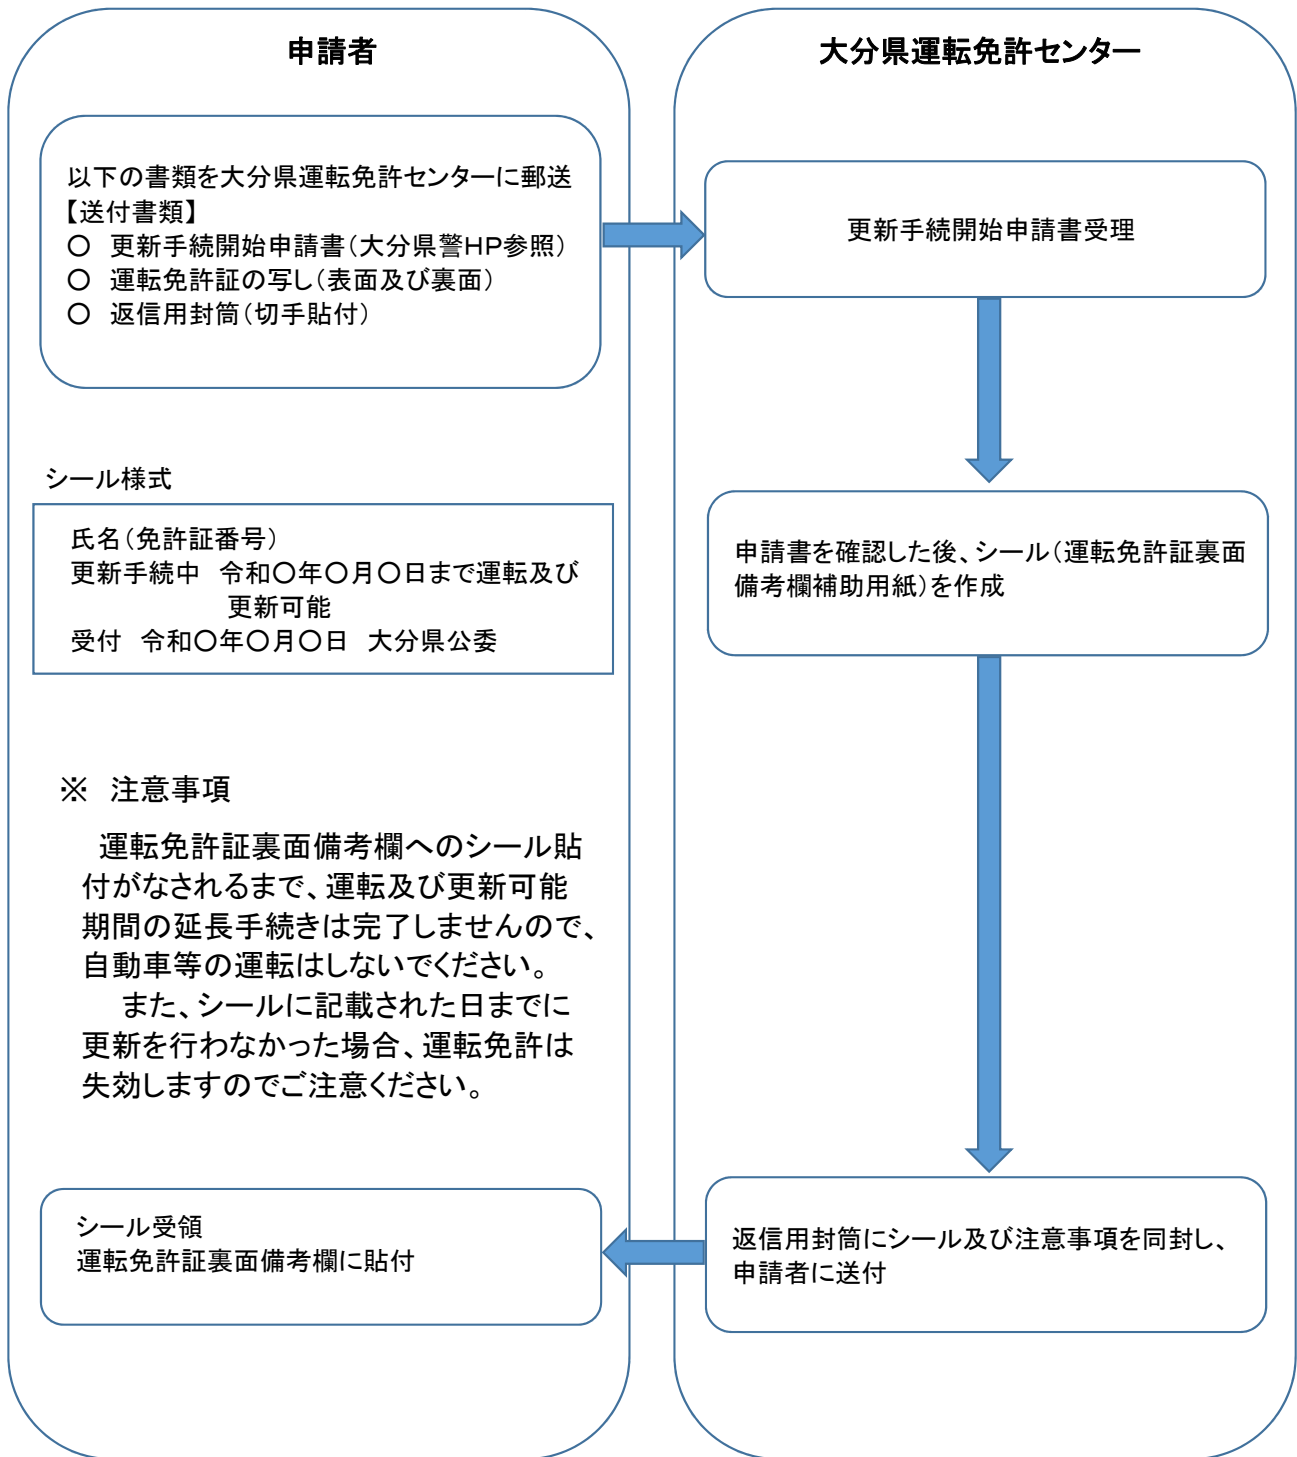 申請者
以下の書類を大分県運転免許センターに郵送
【送付書類】
○　更新手続開始申請書(大分県警HP参照)
○　運転免許証の写し(表面及び裏面)
○　返信用封筒(切手貼付)
シール様式
氏名(免許証番号)
更新手続中　令和○年○月○日まで運転及び
更新可能
受付　令和○年○月○日　大分県公委
※　注意事項
運転免許証裏面備考欄へのシール貼
付がなされるまで、運転及び更新可能
期間の延長手続きは完了しませんので、
自動車等の運転はしないでください。
また、シールに記載された日までに
更新を行わなかった場合、運転免許は
失効しますのでご注意ください。
シール受領
運転免許証裏面備考欄に貼付
大分県運転免許センター
更新手続開始申請書受理
申請書を確認した後、シール(運転免許証裏面
備考欄補助用紙)を作成
返信用封筒にシール及び注意事項を同封し、
申請者に送付